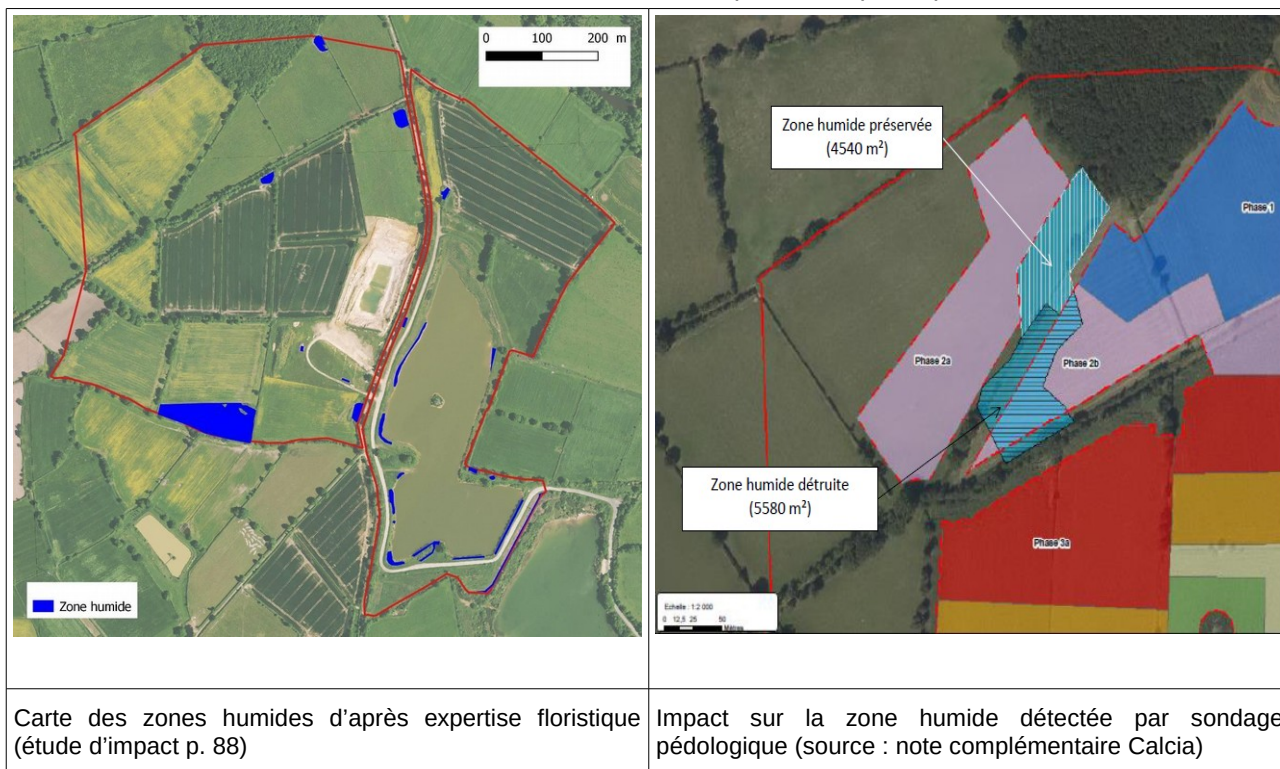 0 100 200 m
Zone humide
Zone humide préservée
(4540 m²)
Phase 1
Phase 2a
Phase 2b
Zone humide détruite
(5580 m²)
Phase 3a
Echelle : 1:2 000
0 12,5 25 50
Mètres
Carte des zones humides d'après expertise floristique
(étude d'impact p. 88)
Impact sur la zone humide détectée par sondage
pédologique (source : note complémentaire Calcia)